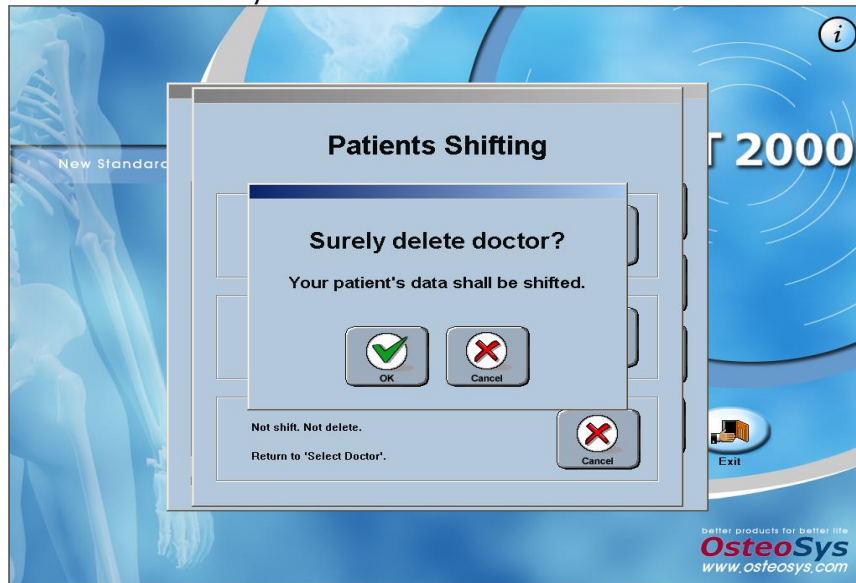 i
New Standard
T 2000
Patients Shifting
Surely delete doctor?
Your patient's data shall be shifted.
OK
Cancel
Not shift. Not delete.
Return to 'Select Doctor'.
Cancel
Exit
better products for better life
OsteoSys
www.osteosys.com